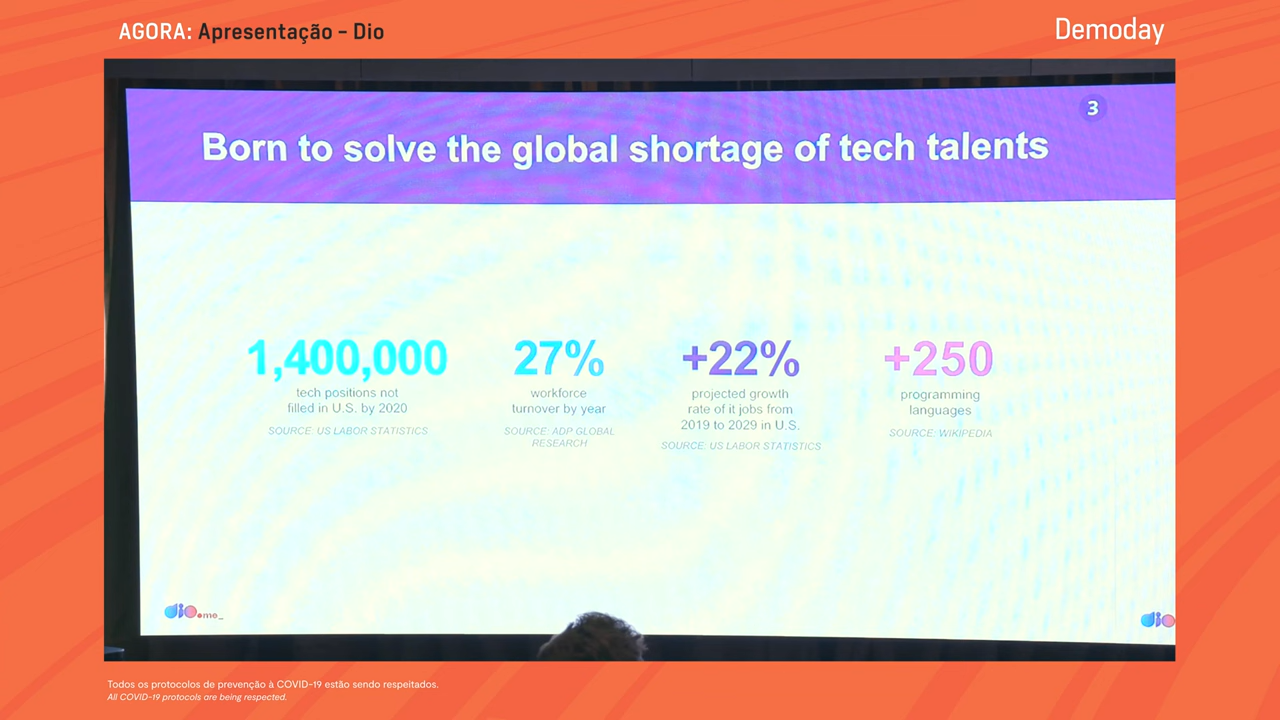 AGORA: Apresentação - Dio
Demoday
3
Born to solve the global shortage of tech talents
1,400,000
tech positions not
filled in U.S. by 2020
SOURCE: US LABOR STATISTICS
27%
workforce
turnover by year
SOURCE: ADP GLOBAL
RESEARCH
+22%
projected growth
rate of it jobs from
2019 to 2029 in U.S.
SOURCE: US LABOR STATISTICS
+250
programming
languages
SOURCE: WIKIPEDIA
dio.me_
dio
Todos os protocolos de prevenção à COVID-19 estão sendo respeitados.
All COVID-19 protocols are being respected.